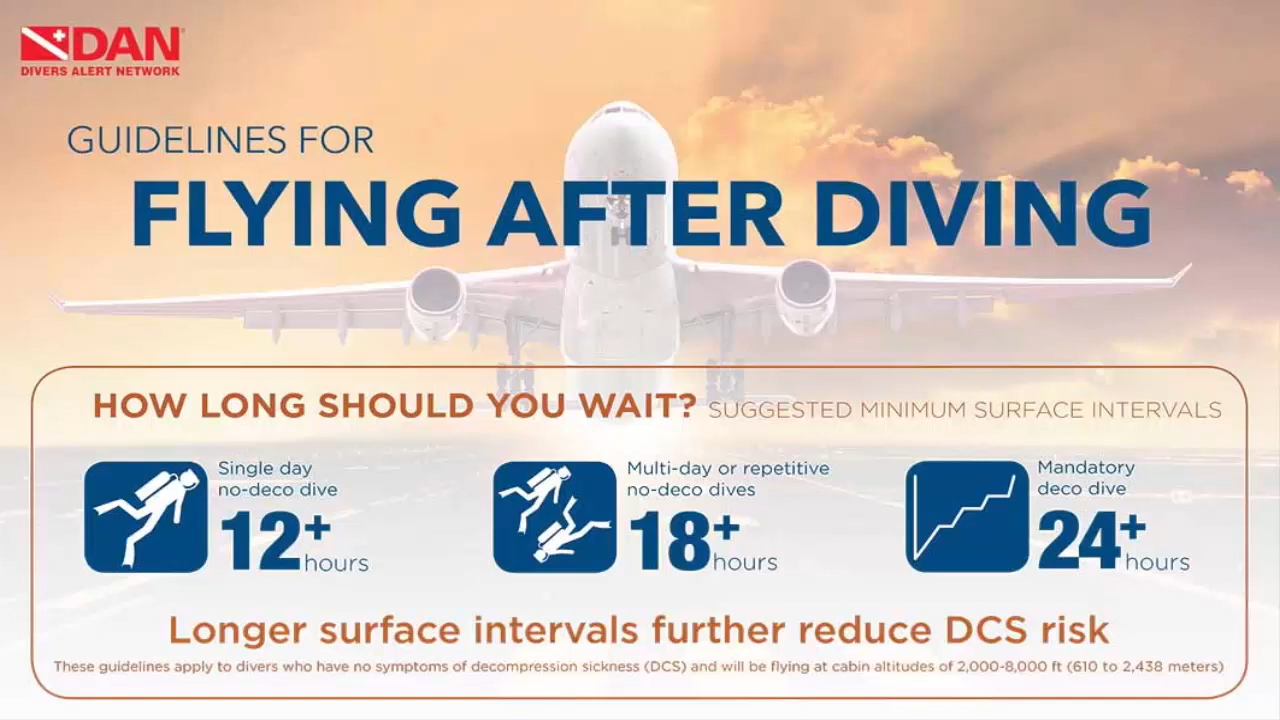 DAN
DIVERS ALERT NETWORK
GUIDELINES FOR
FLYING AFTER DIVING
HOW LONG SHOULD YOU WAIT? SUGGESTED MINIMUM SURFACE INTERVALS
Single day
no-deco dive
12+ hours
Multi-day or repetitive
no-deco dives
18+ hours
Mandatory
deco dive
24+ hours
Longer surface intervals further reduce DCS risk
These guidelines apply to divers who have no symptoms of decompression sickness (DCS) and will be flying at cabin altitudes of 2,000-8,000 ft (610 to 2,438 meters)